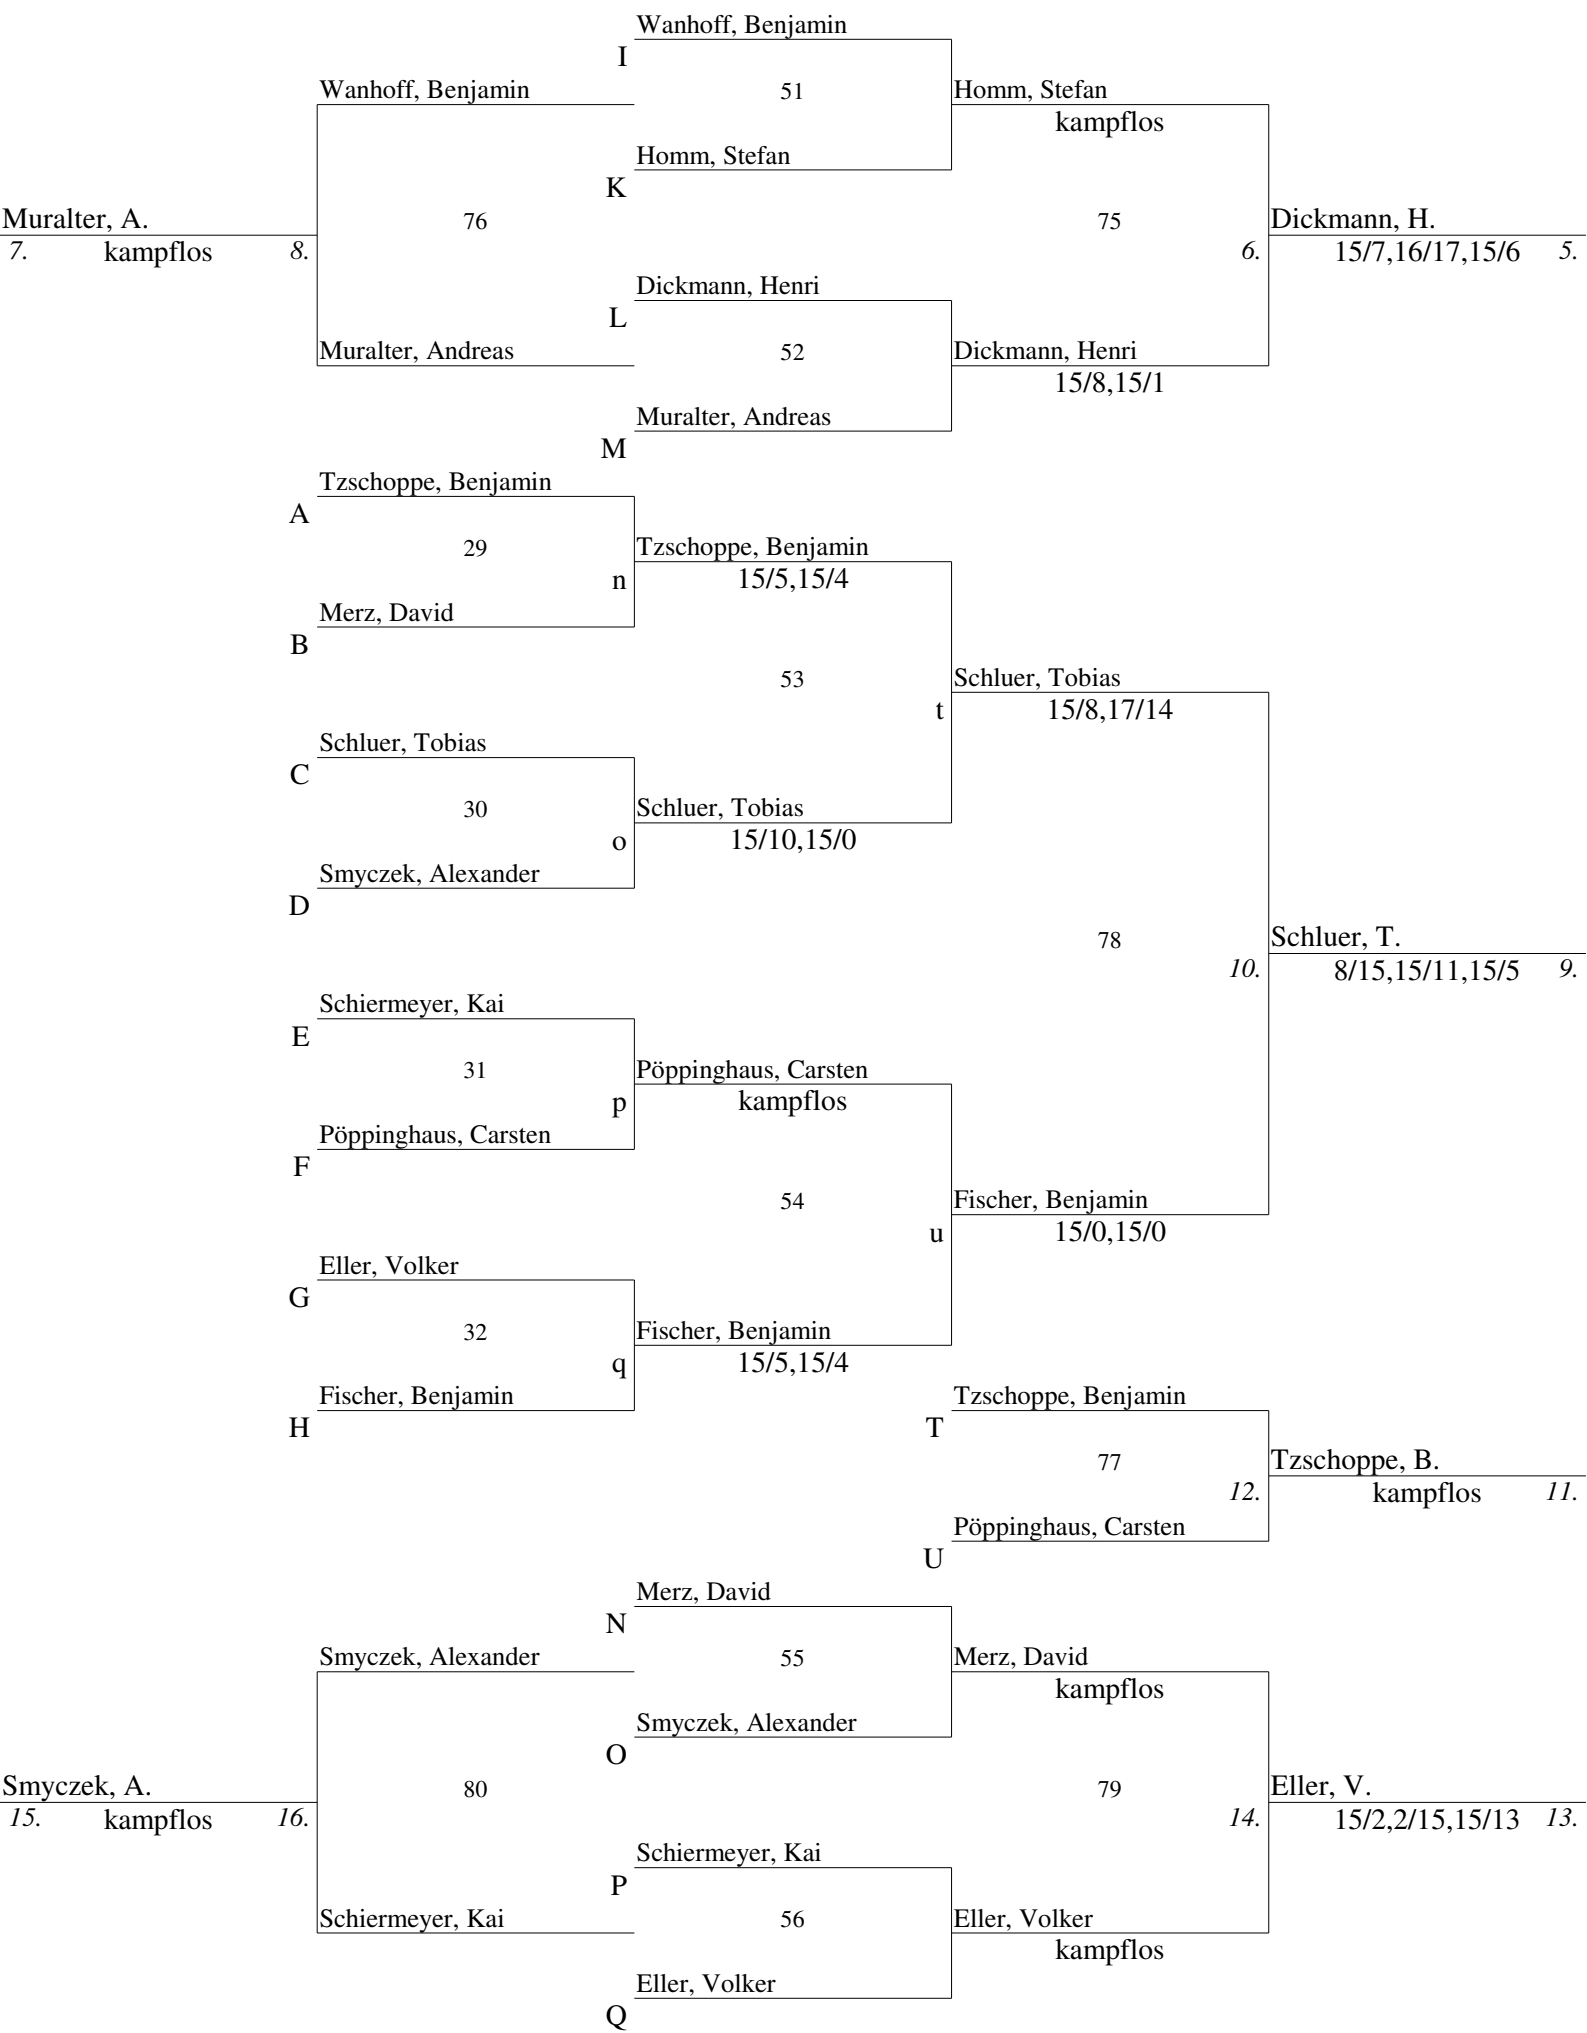 Wanhoff, Benjamin
I
Wanhoff, Benjamin
51
Homm, Stefan
kampflos
Homm, Stefan
K
Muralter, A.
76
75
Dickmann, H.
7.
kampflos
8.
6.
15/7,16/17,15/6
5.
Dickmann, Henri
L
Muralter, Andreas
52
Dickmann, Henri
15/8,15/1
Muralter, Andreas
M
Tzschoppe, Benjamin
A
29
Tzschoppe, Benjamin
n
15/5,15/4
Merz, David
B
53
Schluer, Tobias
t
15/8,17/14
Schluer, Tobias
C
30
Schluer, Tobias
o
15/10,15/0
Smyczek, Alexander
D
78
Schluer, T.
10.
8/15,15/11,15/5
9.
Schiermeyer, Kai
E
31
Pöppinghaus, Carsten
p
kampflos
Pöppinghaus, Carsten
F
54
Fischer, Benjamin
u
15/0,15/0
Eller, Volker
G
32
Fischer, Benjamin
q
15/5,15/4
Fischer, Benjamin
H
Tzschoppe, Benjamin
T
77
Tzschoppe, B.
12.
kampflos
11.
Pöppinghaus, Carsten
U
Merz, David
N
Smyczek, Alexander
55
Merz, David
kampflos
Smyczek, Alexander
O
Smyczek, A.
80
79
Eller, V.
15.
kampflos
16.
14.
15/2,2/15,15/13
13.
Schiermeyer, Kai
P
Schiermeyer, Kai
56
Eller, Volker
kampflos
Eller, Volker
Q